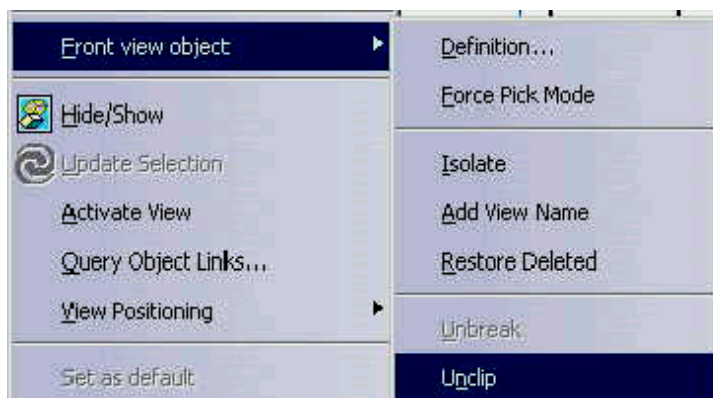 Front view object
Hide/Show
Update Selection
Activate View
Query Object Links...
View Positioning
Set as default
Definition...
Force Pick Mode
Isolate
Add View Name
Restore Deleted
Unbreak
Unclip